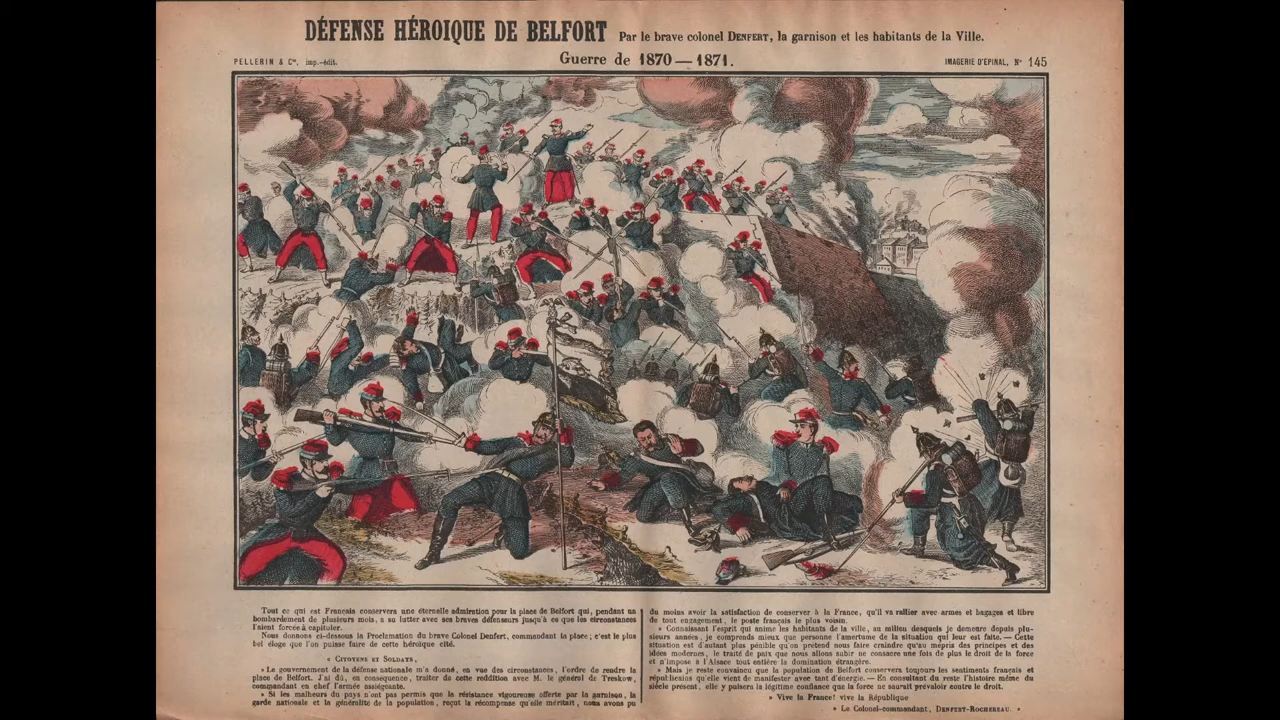 DÉFENSE HÉROIQUE DE BELFORT Par le brave colonel DENFERT, la garnison et les habitants de la Ville.
PELLERIN & Cie, imp.-édit.
Guerre de 1870 — 1871.
IMAGERIE D'ÉPINAL, No 145
Tout ce qui est Français conservera une éternelle admiration pour la place de Belfort qui, pendant un
bombardement de plusieurs mois, a su lutter avec ses braves défenseurs jusqu'à ce que les circonstances
l'aient forcée à capituler.
Nous donnons ci-dessous la Proclamation du brave Colonel Denfert, commandant la place; c'est le plus
bel éloge que l'on puisse faire de cette héroïque cité.
« CITOYENS ET SOLDATS,
» Le gouvernement de la défense nationale m'a donné, en vue des circonstances, l'ordre de rendre la
place de Belfort. J'ai dû, en conséquence, traiter de cette reddition avec M. le général de Treskow,
commandant en chef l'armée assiégeante.
» Si les malheurs du pays n'ont pas permis que la résistance vigoureuse offerte par la garnison, la
garde nationale et la généralité de la population, reçut la récompense qu'elle méritait, nous avons pu
du moins avoir la satisfaction de conserver à la France, qu'il va rallier avec armes et bagages et libre
de tout engagement, le poste français le plus voisin.
» Connaissant l'esprit qui anime les habitants de la ville, au milieu desquels je demeure depuis plu-
sieurs années, je comprends mieux que personne l'amertume de la situation qui leur est faite. — Cette
situation est d'autant plus pénible qu'on prétend nous faire craindre qu'au mépris des principes et des
idées modernes, le traité de paix que nous allons subir ne consacre une fois de plus le droit de la force
et n'impose à l'Alsace tout entière la domination étrangère.
» Mais je reste convaincu que la population de Belfort conservera toujours les sentiments français et
républicains qu'elle vient de manifester avec tant d'énergie. — En consultant du reste l'histoire même du
siècle présent, elle y puisera la légitime confiance que la force ne saurait prévaloir contre le droit.
» Vive la France! vive la République
» Le Colonel-commandant, DENFERT-ROCHEREAU. »